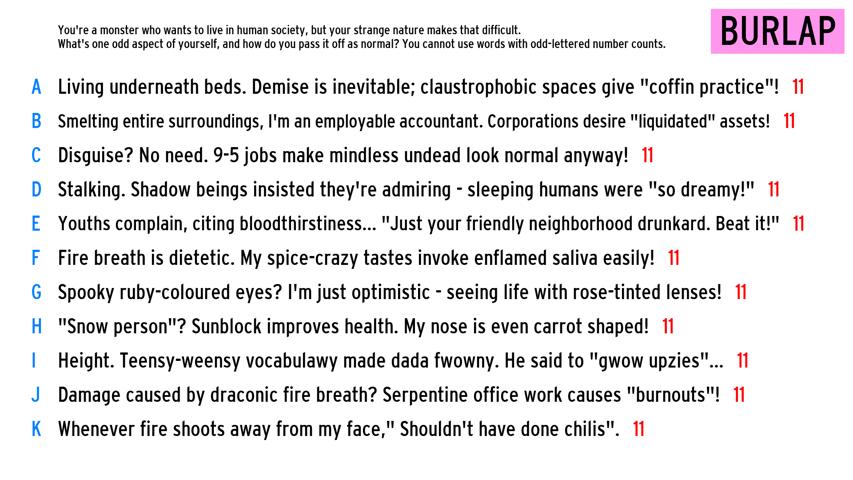 You're a monster who wants to live in human society, but your strange nature makes that difficult.
What's one odd aspect of yourself, and how do you pass it off as normal? You cannot use words with odd-lettered number counts.
BURLAP
A Living underneath beds. Demise is inevitable; claustrophobic spaces give "coffin practice"! 11
B Smelting entire surroundings, I'm an employable accountant. Corporations desire "liquidated" assets! 11
C Disguise? No need. 9-5 jobs make mindless undead look normal anyway! 11
D Stalking. Shadow beings insisted they're admiring - sleeping humans were "so dreamy!" 11
E Youths complain, citing bloodthirstiness... "Just your friendly neighborhood drunkard. Beat it!" 11
F Fire breath is dietetic. My spice-crazy tastes invoke enflamed saliva easily! 11
G Spooky ruby-coloured eyes? I'm just optimistic - seeing life with rose-tinted lenses! 11
H "Snow person"? Sunblock improves health. My nose is even carrot shaped! 11
I Height. Teensy-weensy vocabulawy made dada fwowny. He said to "gwow upzies"... 11
J Damage caused by draconic fire breath? Serpentine office work causes "burnouts"! 11
K Whenever fire shoots away from my face," Shouldn't have done chilis". 11